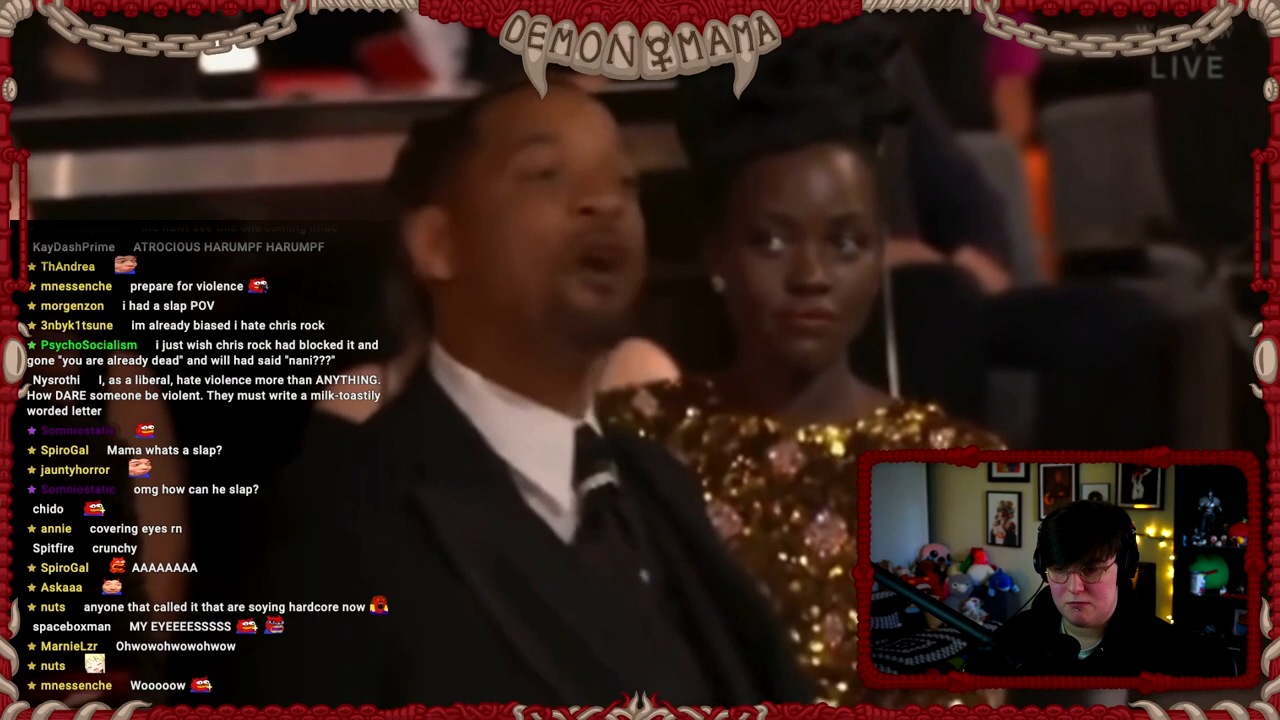 DEMON MAMA
LIVE
KayDashPrime ATROCIOUS HARUMPF HARUMPF
ThAndrea
mnessenche prepare for violence
morgenzon i had a slap POV
3nbyk1tsune im already biased i hate chris rock
PsychoSocialism i just wish chris rock had blocked it and
gone "you are already dead" and will had said "nani???"
Nysrothi I, as a liberal, hate violence more than ANYTHING.
How DARE someone be violent. They must write a milk-toastily
worded letter
Somniostatic
SpiroGal Mama whats a slap?
jauntyhorror
Somniostatic omg how can he slap?
chido
annie covering eyes rn
Spitfire crunchy
SpiroGal AAAAAAAA
Askaaa
nuts anyone that called it that are soying hardcore now
spaceboxman MY EYEEEESSSSS
MarnieLzr Ohwowohwowohwow
nuts
mnessenche Wooooow